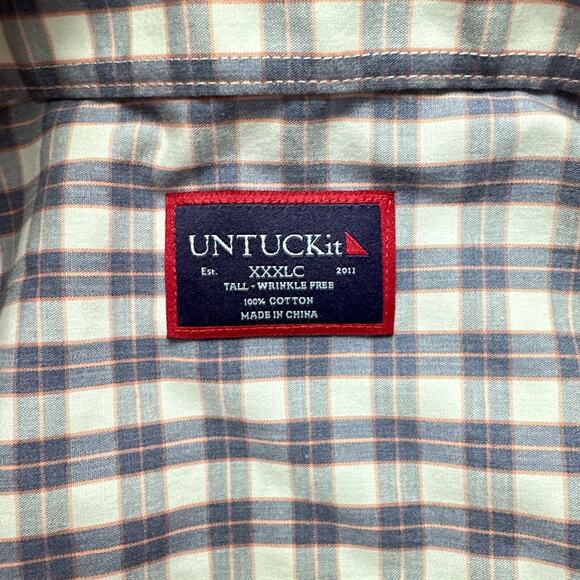 UNTUCKit
Est. XXXLC 2011
TALL - WRINKLE FREE
100% COTTON
MADE IN CHINA